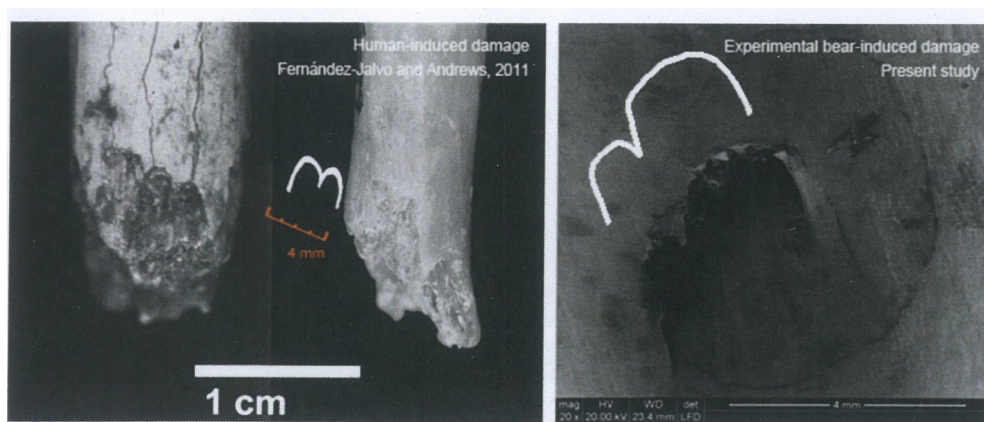 Human-induced damage
Fernández-Jalvo and Andrews, 2011
4 mm
1 cm
Experimental bear-induced damage
Present study
mag HV WD det
20 x 20.00 kV 23.4 mm LFD
4 mm